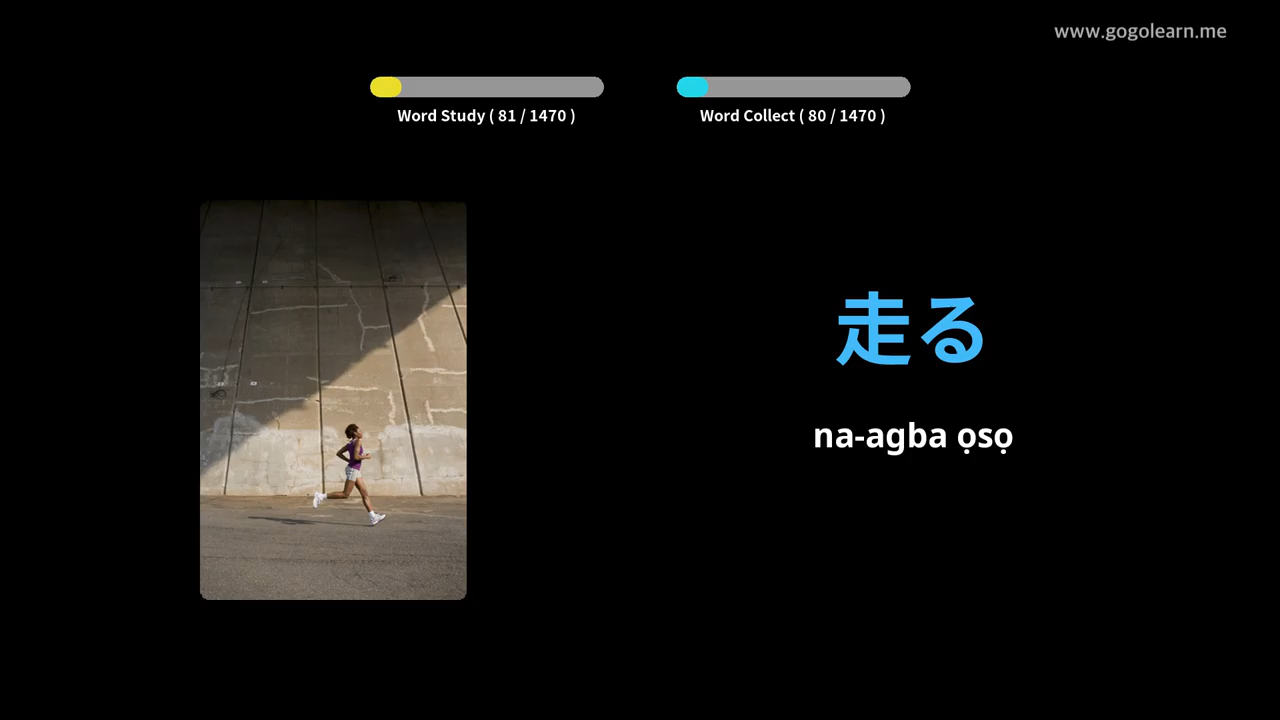 www.gogolearn.me
Word Study ( 81 / 1470 )
Word Collect ( 80 / 1470 )
走る
na-agba ọsọ